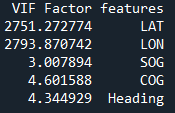 VIF Factor features
2751.272774 LAT
2793.870742 LON
3.007894 SOG
4.601588 COG
4.344929 Heading